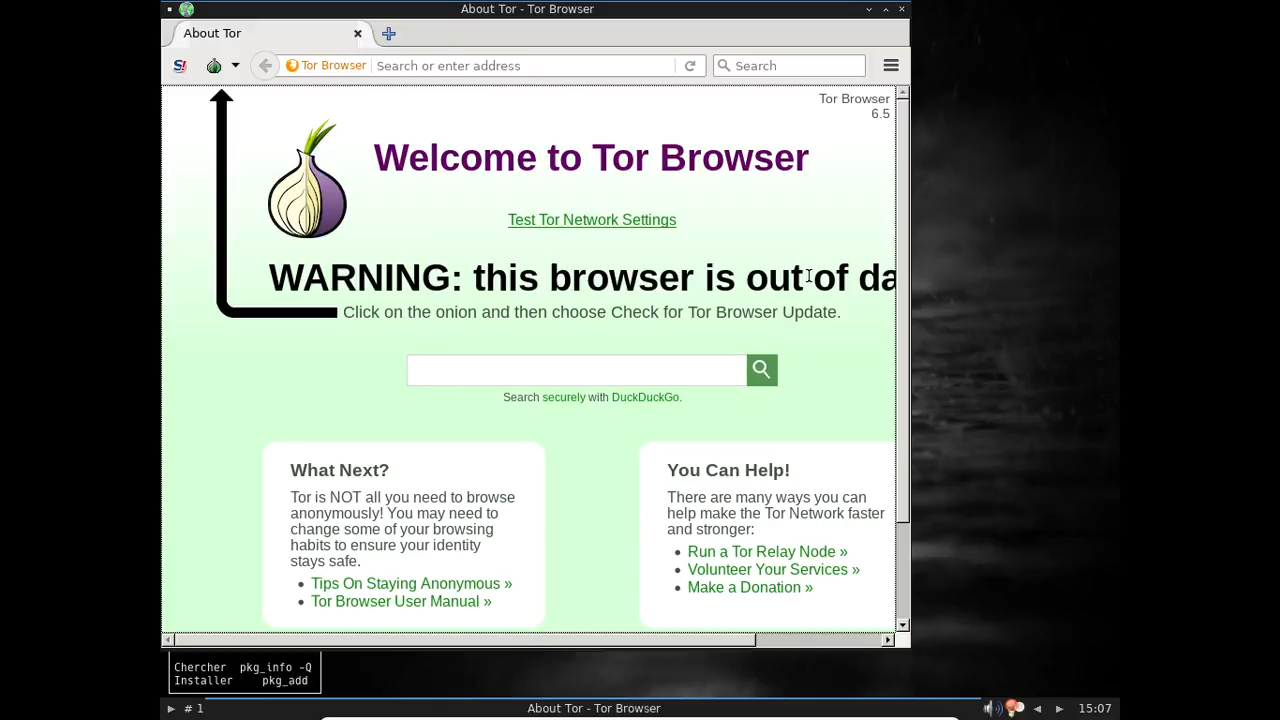 About Tor - Tor Browser
About Tor
S!
Tor Browser
Search or enter address
Search
Tor Browser
6.5
Welcome to Tor Browser
Test Tor Network Settings
WARNING: this browser is out of da
Click on the onion and then choose Check for Tor Browser Update.
Search securely with DuckDuckGo.
What Next?
Tor is NOT all you need to browse
anonymously! You may need to
change some of your browsing
habits to ensure your identity
stays safe.
Tips On Staying Anonymous »
Tor Browser User Manual »
You Can Help!
There are many ways you can
help make the Tor Network faster
and stronger:
Run a Tor Relay Node »
Volunteer Your Services »
Make a Donation »
Chercher pkg_info -Q
Installer pkg_add
# 1
About Tor - Tor Browser
15:07